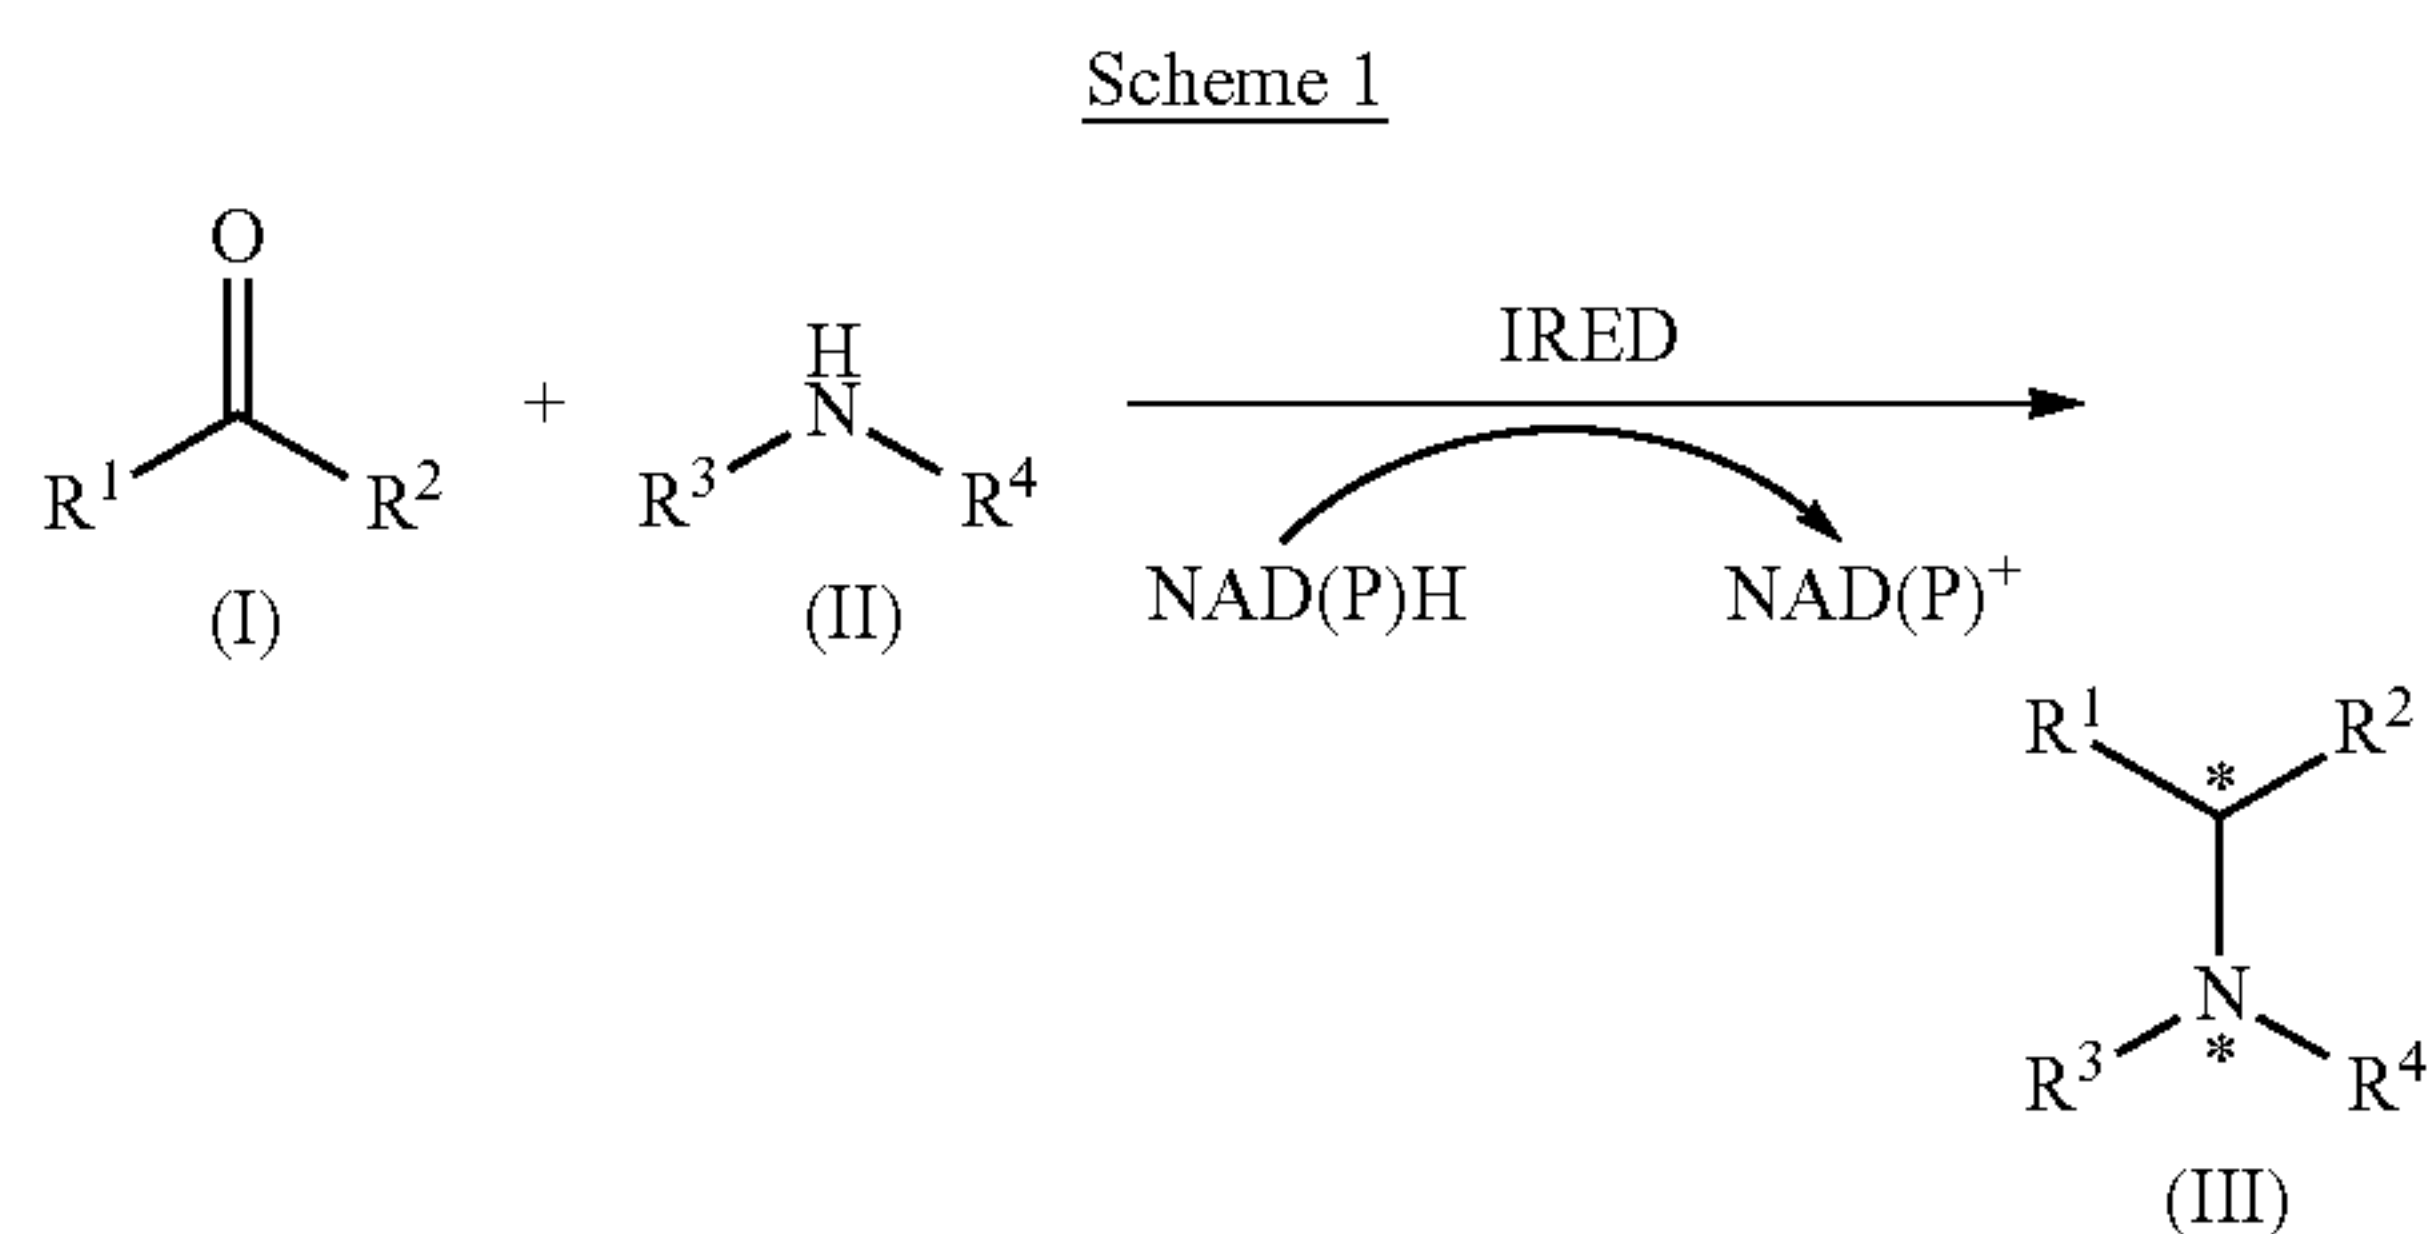 Scheme 1
O
R¹ R²
(I)
+
H
N
R³ R⁴
(II)
IRED
NAD(P)H NAD(P)⁺
R¹ R²
*
N
*
R³ R⁴
(III)